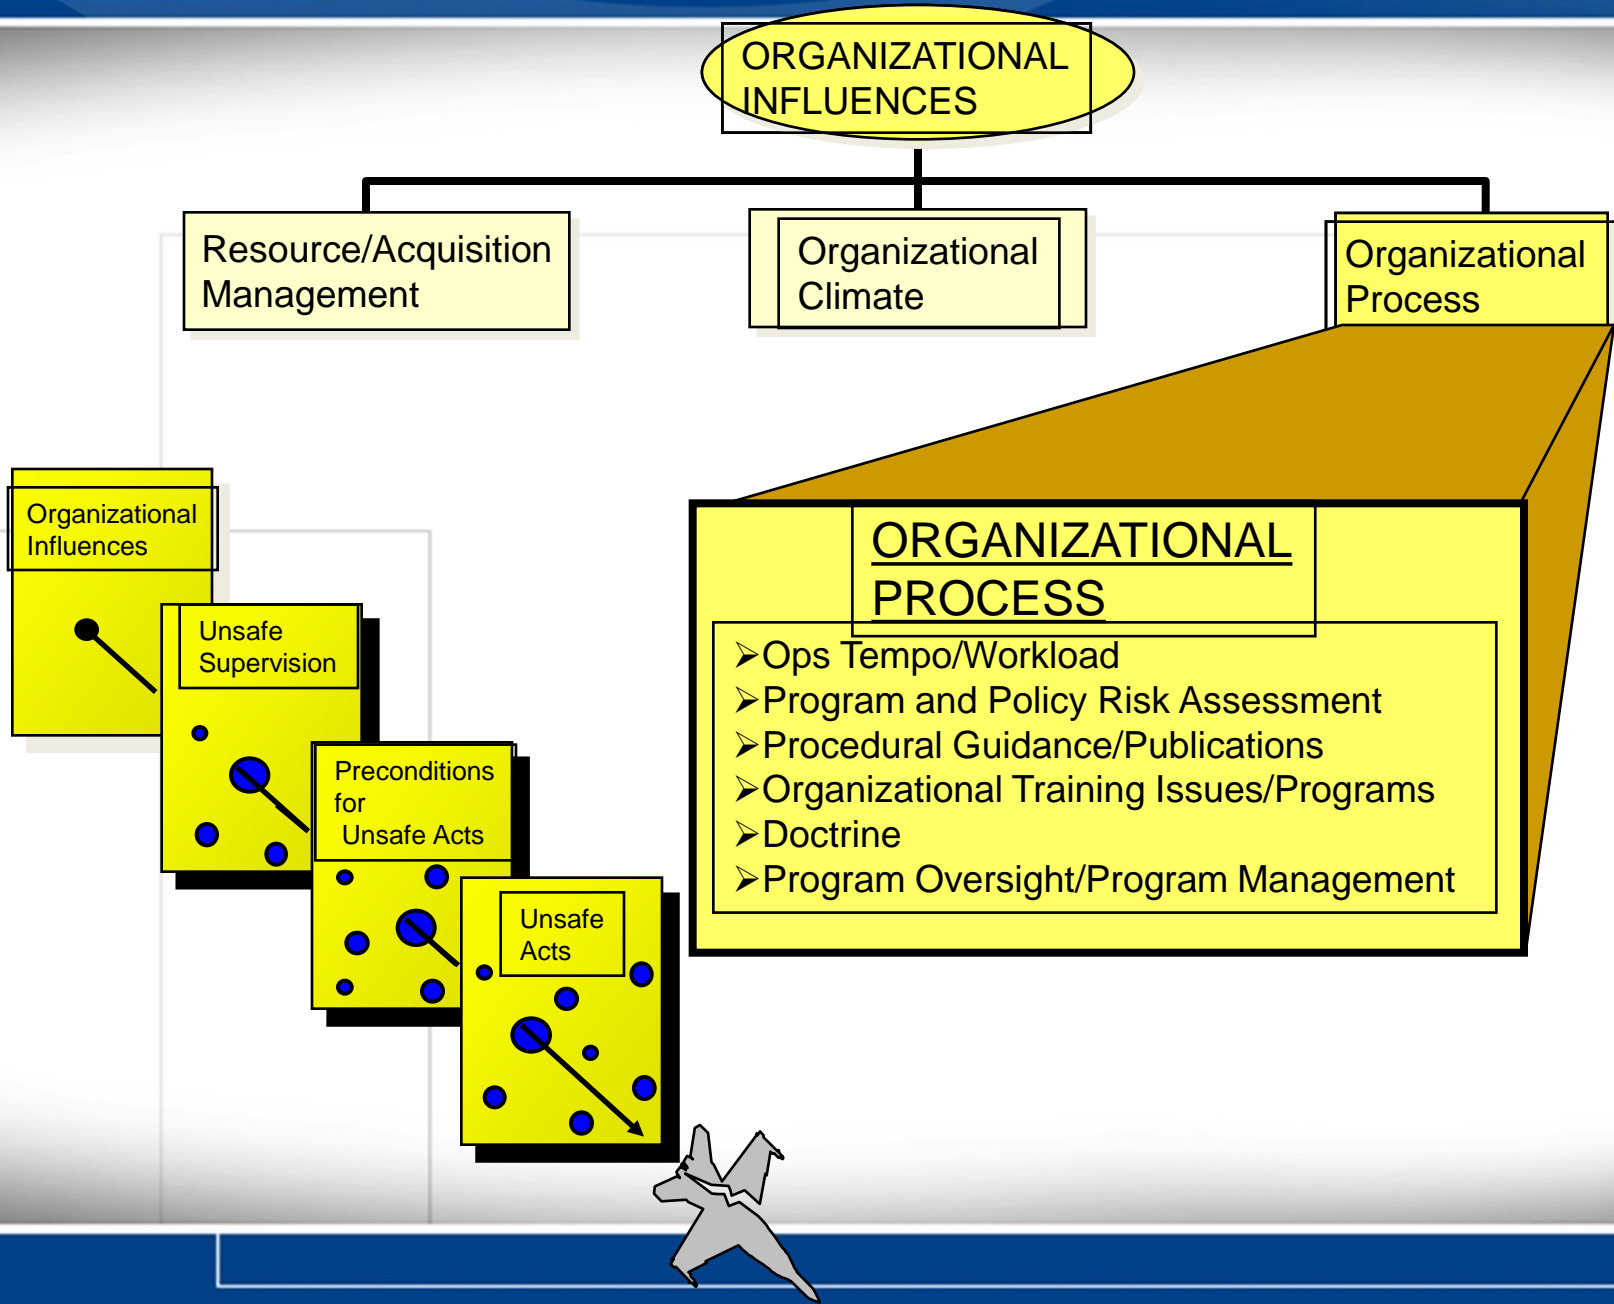 ORGANIZATIONAL
INFLUENCES
Resource/Acquisition
Management
Organizational
Climate
Organizational
Process
Organizational
Influences
Unsafe
Supervision
Preconditions
for
Unsafe Acts
Unsafe
Acts
ORGANIZATIONAL
PROCESS
➢Ops Tempo/Workload
➢Program and Policy Risk Assessment
➢Procedural Guidance/Publications
➢Organizational Training Issues/Programs
➢Doctrine
➢Program Oversight/Program Management